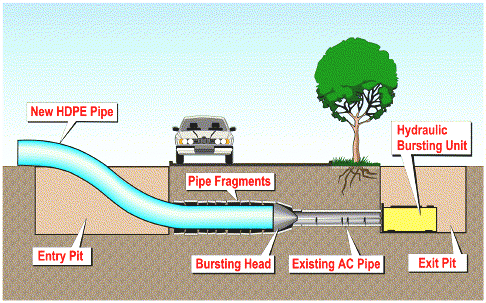 New HDPE Pipe
Hydraulic
Bursting Unit
Pipe Fragments
Entry Pit
Bursting Head
Existing AC Pipe
Exit Pit